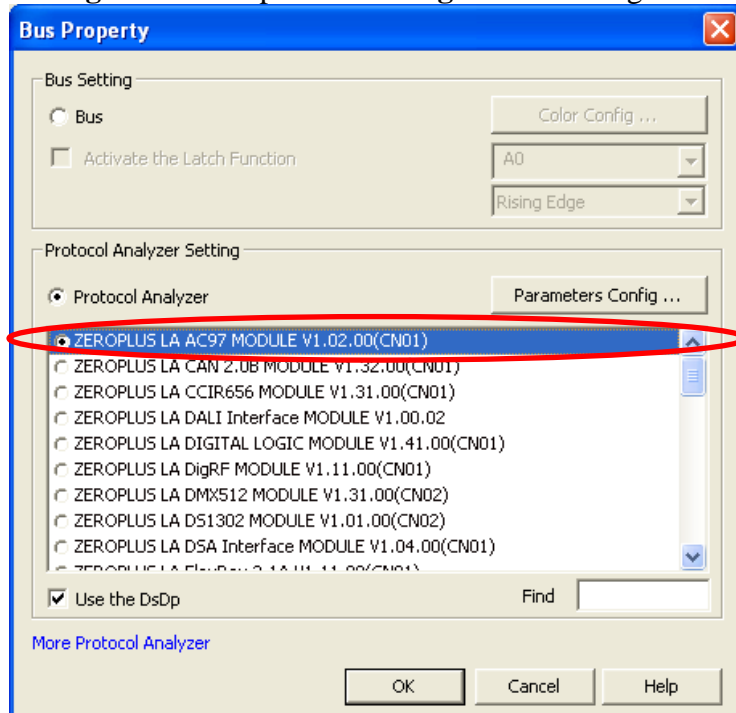 Bus Property
Bus Setting
Bus
Color Config ...
Activate the Latch Function
A0
Rising Edge
Protocol Analyzer Setting
Protocol Analyzer
Parameters Config ...
ZEROPLUS LA AC97 MODULE V1.02.00(CN01)
ZEROPLUS LA CAN 2.0B MODULE V1.32.00(CN01)
ZEROPLUS LA CCIR656 MODULE V1.31.00(CN01)
ZEROPLUS LA DALI Interface MODULE V1.00.02
ZEROPLUS LA DIGITAL LOGIC MODULE V1.41.00(CN01)
ZEROPLUS LA DigRF MODULE V1.11.00(CN01)
ZEROPLUS LA DMX512 MODULE V1.31.00(CN02)
ZEROPLUS LA DS1302 MODULE V1.01.00(CN02)
ZEROPLUS LA DSA Interface MODULE V1.04.00(CN01)
Use the DsDp
Find
More Protocol Analyzer
OK
Cancel
Help